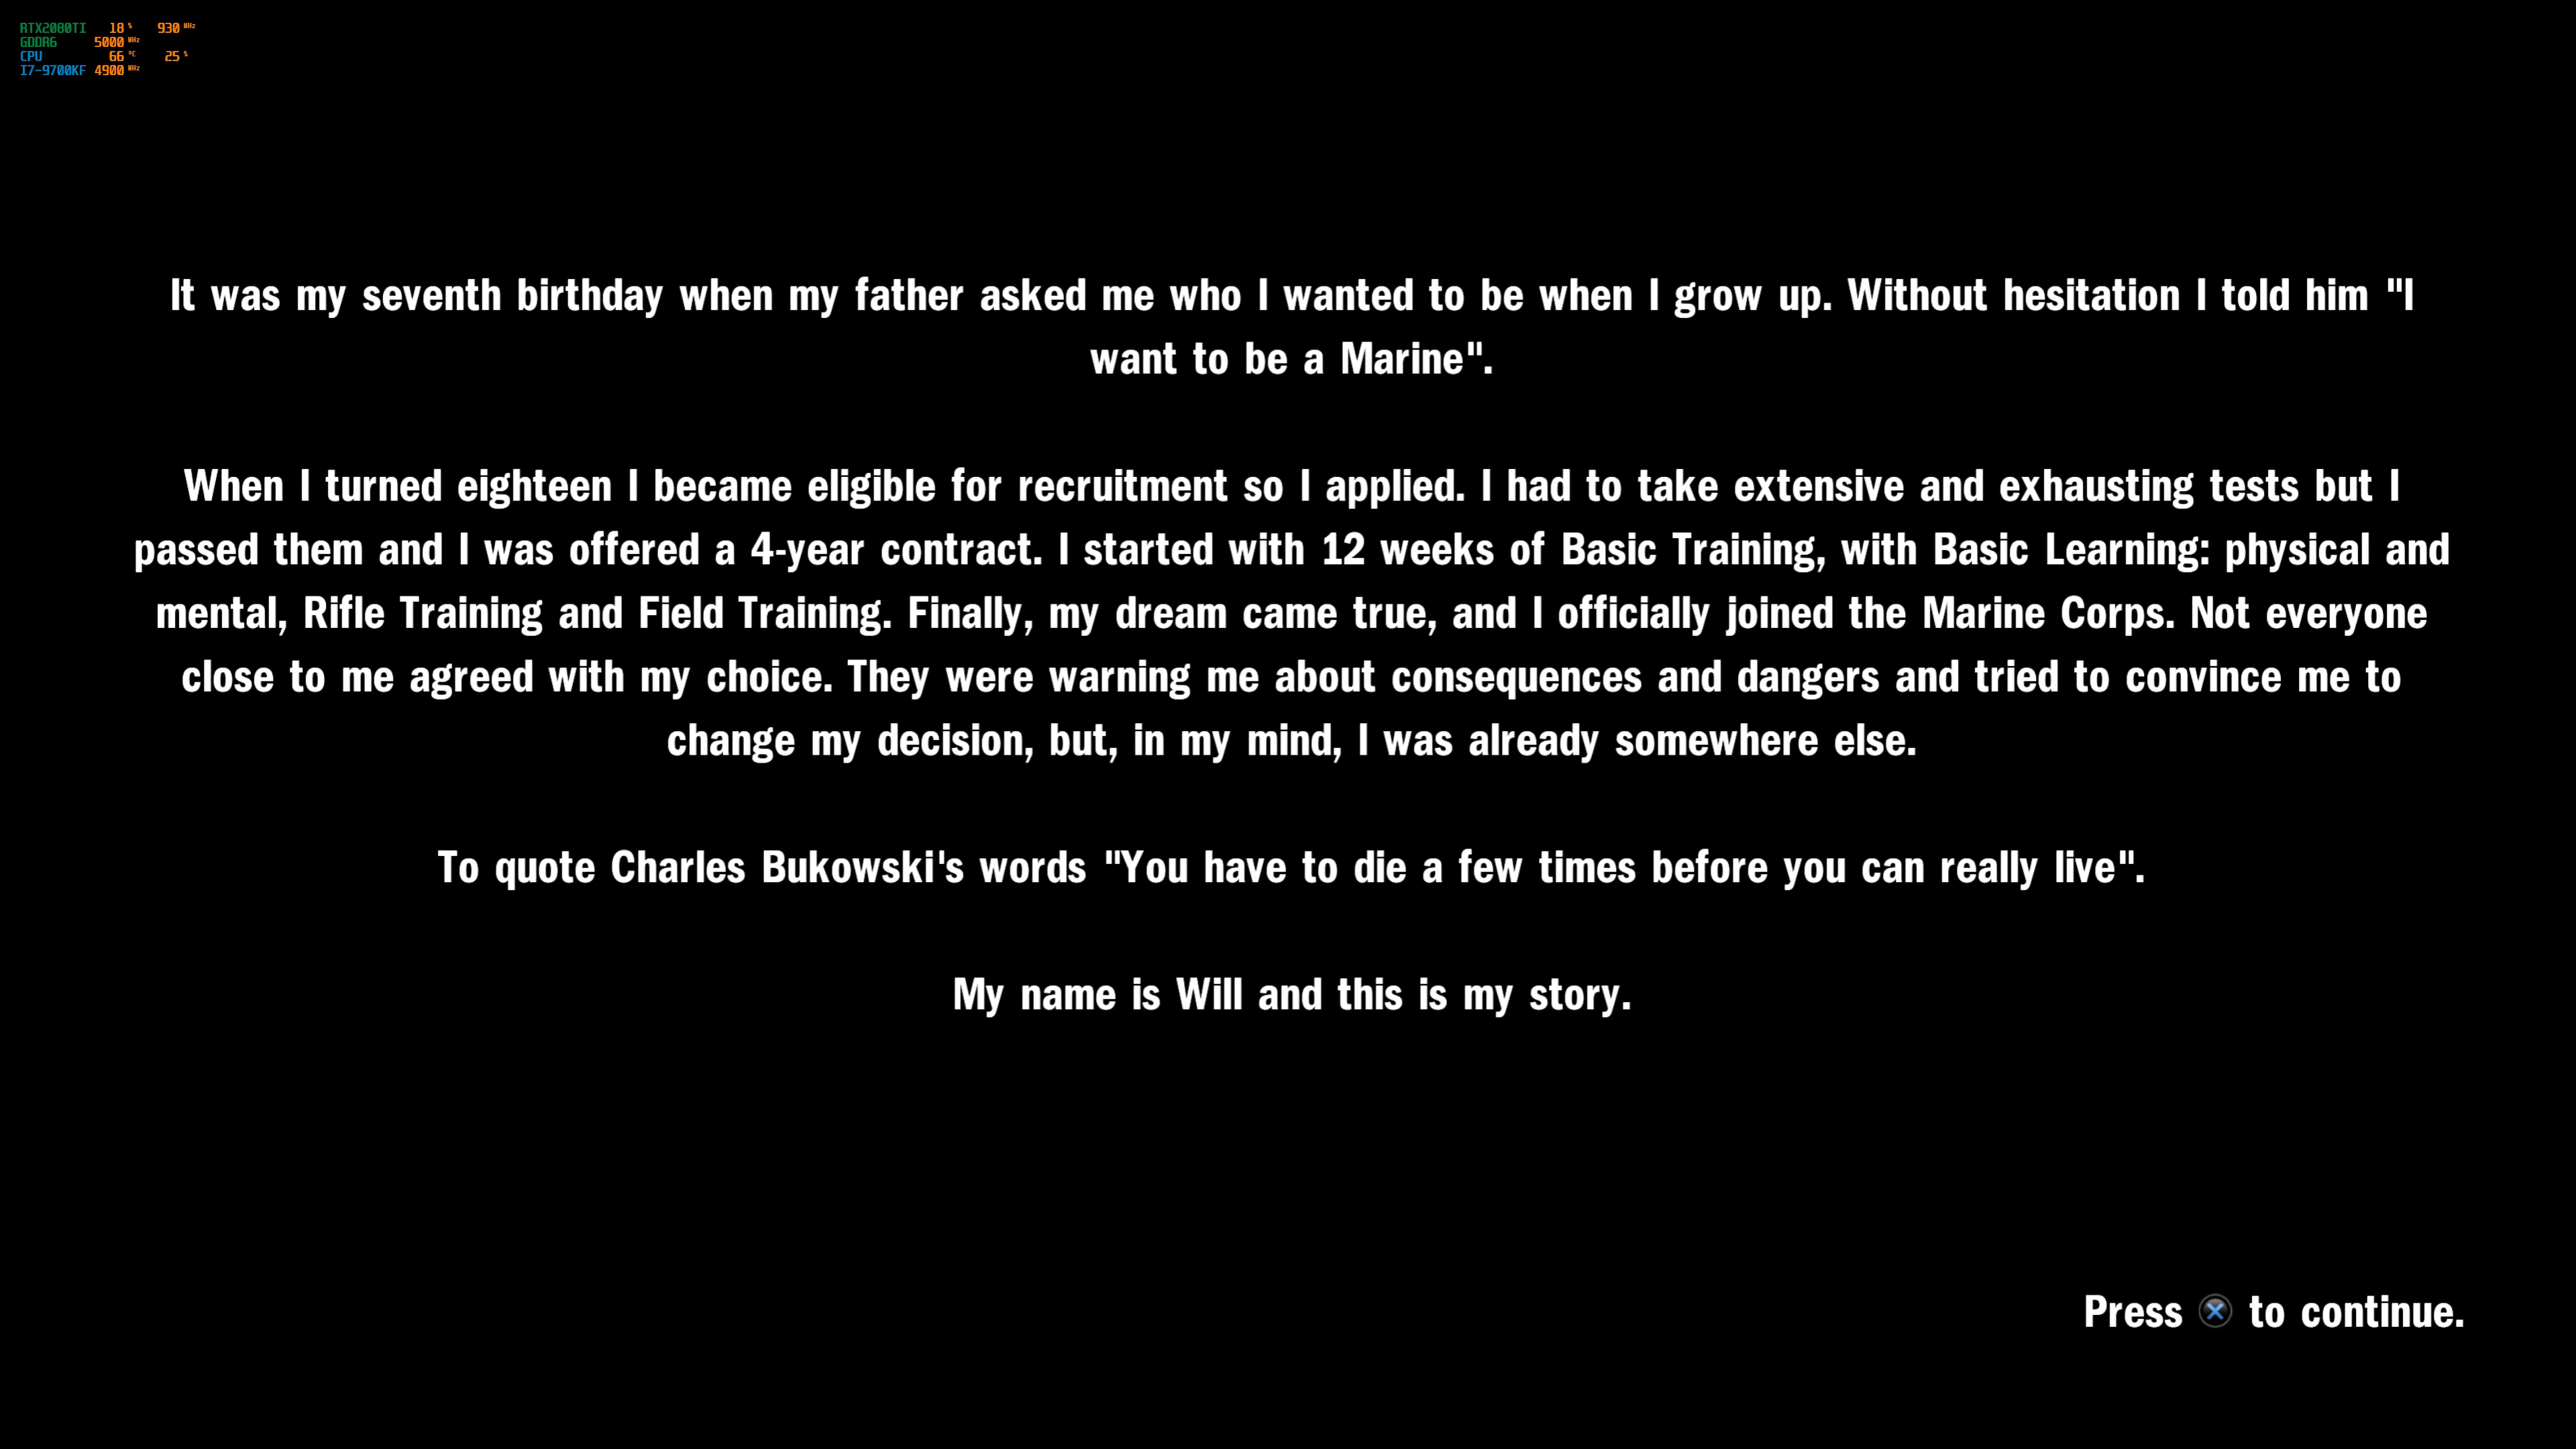 RTX2080TI 18 % 930 MHz
GDDR6 5000 MHz
CPU 66 °C 25 %
I7-9700KF 4900 MHz
It was my seventh birthday when my father asked me who I wanted to be when I grow up. Without hesitation I told him "I
want to be a Marine".
When I turned eighteen I became eligible for recruitment so I applied. I had to take extensive and exhausting tests but I
passed them and I was offered a 4-year contract. I started with 12 weeks of Basic Training, with Basic Learning: physical and
mental, Rifle Training and Field Training. Finally, my dream came true, and I officially joined the Marine Corps. Not everyone
close to me agreed with my choice. They were warning me about consequences and dangers and tried to convince me to
change my decision, but, in my mind, I was already somewhere else.
To quote Charles Bukowski's words "You have to die a few times before you can really live".
My name is Will and this is my story.
Press to continue.